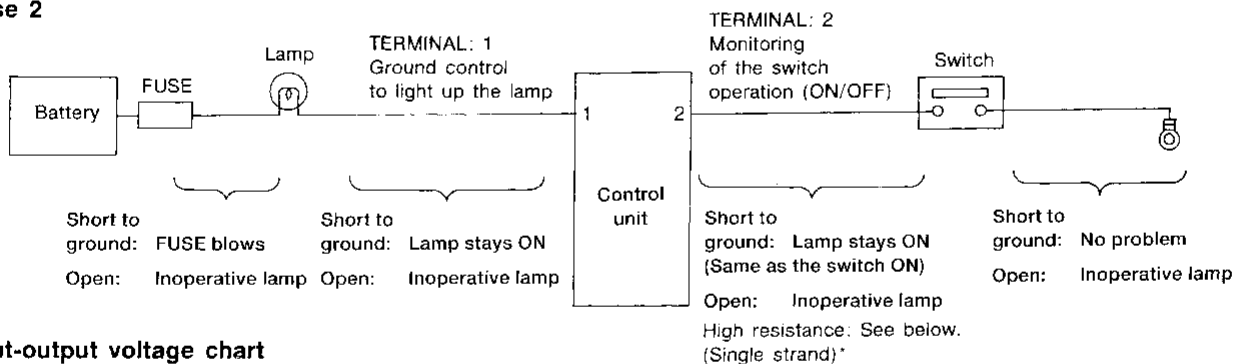 se 2
TERMINAL: 2
Monitoring
of the switch
operation (ON/OFF)
TERMINAL: 1
Ground control
to light up the lamp
Lamp
Switch
FUSE
Battery
1
2
Control
unit
Short to
ground: FUSE blows
Open: Inoperative lamp
Short to
ground: Lamp stays ON
Open: Inoperative lamp
Short to
ground: Lamp stays ON
(Same as the switch ON)
Open: Inoperative lamp
High resistance: See below.
(Single strand)*
Short to
ground: No problem
Open: Inoperative lamp
ut-output voltage chart